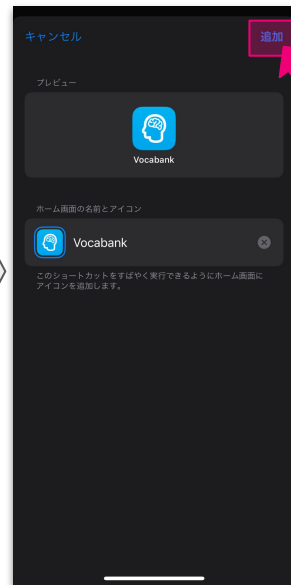 キャンセル
追加
プレビュー
Vocabank
ホーム画面の名前とアイコン
Vocabank
このショートカットをすばやく実行できるようにホーム画面に
アイコンを追加します。